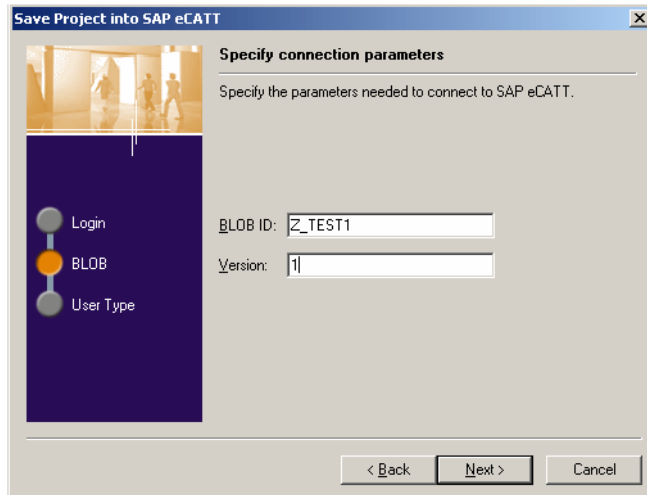 Save Project into SAP eCATT
Specify connection parameters
Specify the parameters needed to connect to SAP eCATT.
Login
BLOB
User Type
BLOB ID: Z_TEST1
Version: 1
< Back
Next >
Cancel